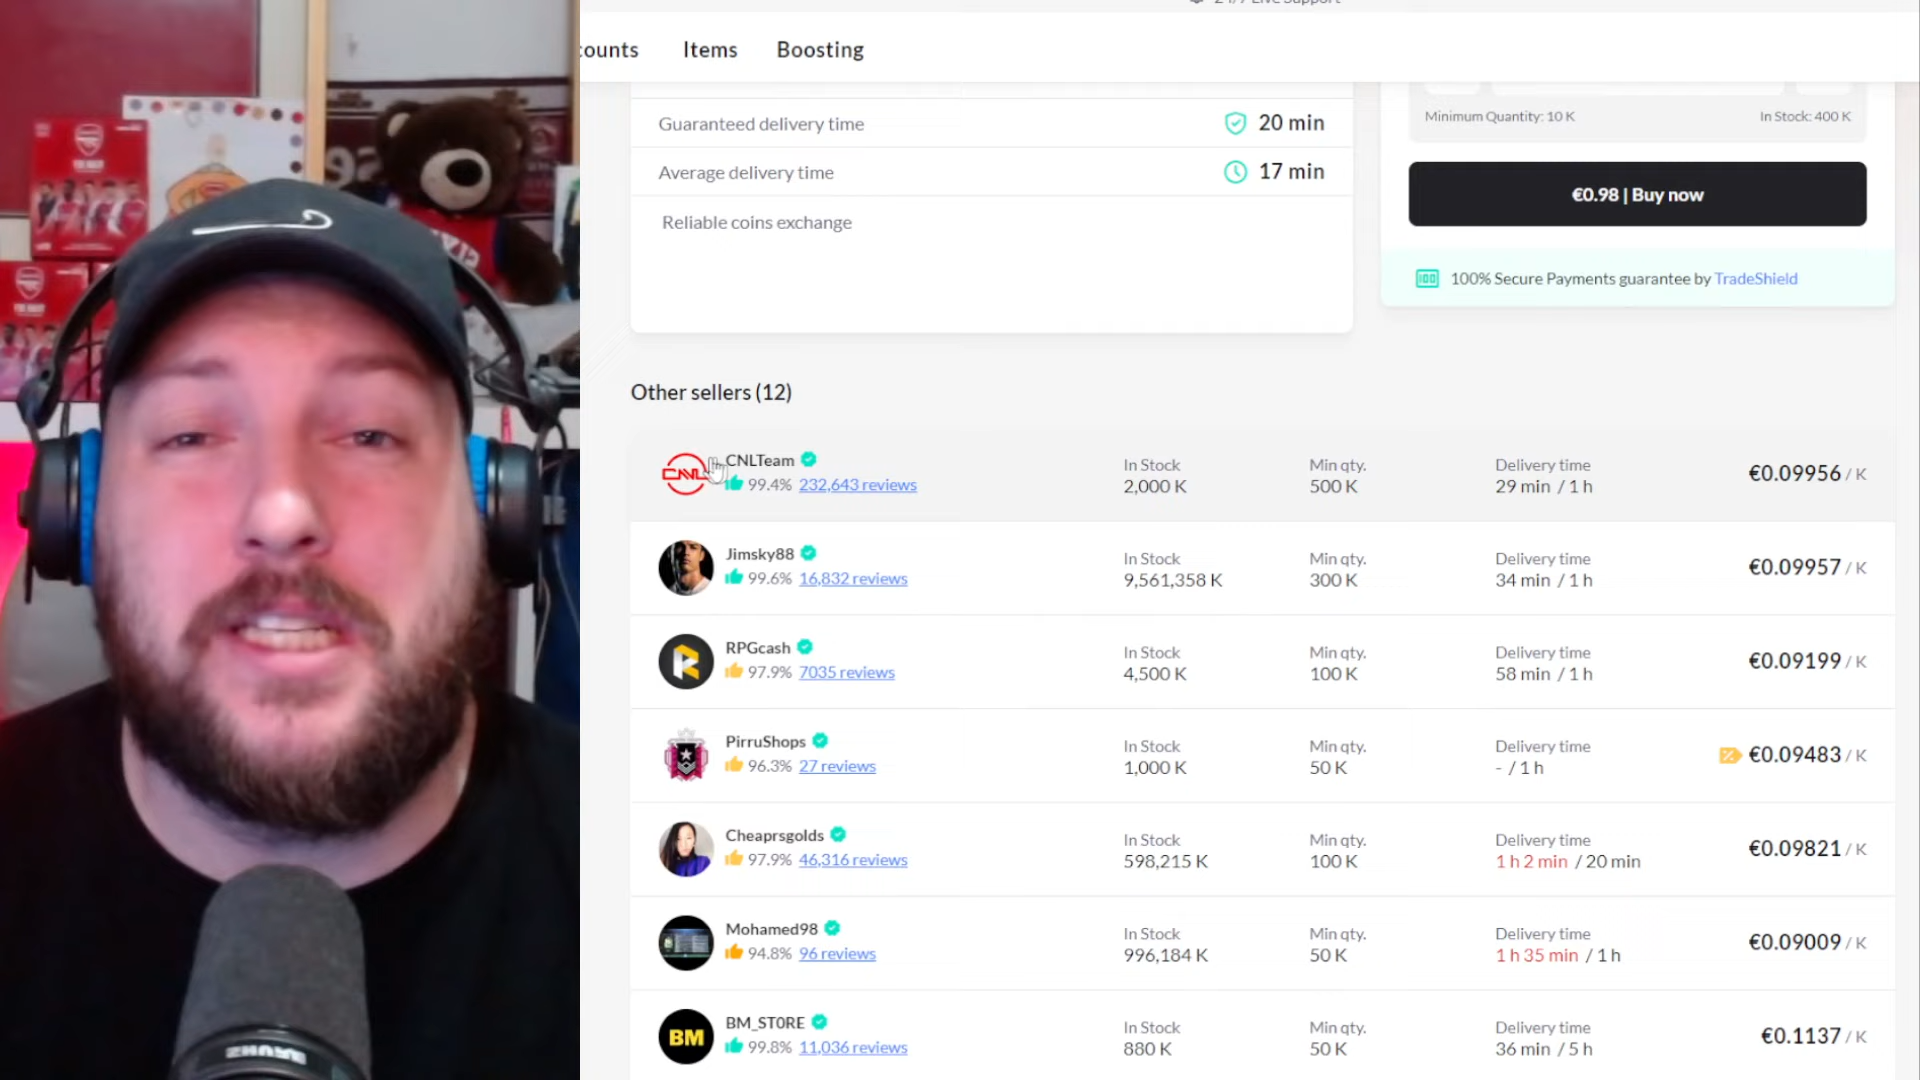 24/7 Live Support
counts Items Boosting
Guaranteed delivery time 20 min
Average delivery time 17 min
Reliable coins exchange
Minimum Quantity: 10 K In Stock: 400 K
€0.98 | Buy now
100% Secure Payments guarantee by TradeShield
Other sellers (12)
CNL
CNLTeam
99.4% 232,643 reviews
In Stock
2,000 K
Min qty.
500 K
Delivery time
29 min / 1 h
€0.09956 / K
Jimsky88
99.6% 16,832 reviews
In Stock
9,561,358 K
Min qty.
300 K
Delivery time
34 min / 1 h
€0.09957 / K
RPGcash
97.9% 7035 reviews
In Stock
4,500 K
Min qty.
100 K
Delivery time
58 min / 1 h
€0.09199 / K
PirruShops
96.3% 27 reviews
In Stock
1,000 K
Min qty.
50 K
Delivery time
- / 1 h
€0.09483 / K
Cheaprsgolds
97.9% 46,316 reviews
In Stock
598,215 K
Min qty.
100 K
Delivery time
1 h 2 min / 20 min
€0.09821 / K
Mohamed98
94.8% 96 reviews
In Stock
996,184 K
Min qty.
50 K
Delivery time
1 h 35 min / 1 h
€0.09009 / K
BM
BM_ST0RE
99.8% 11,036 reviews
In Stock
880 K
Min qty.
50 K
Delivery time
36 min / 5 h
€0.1137 / K